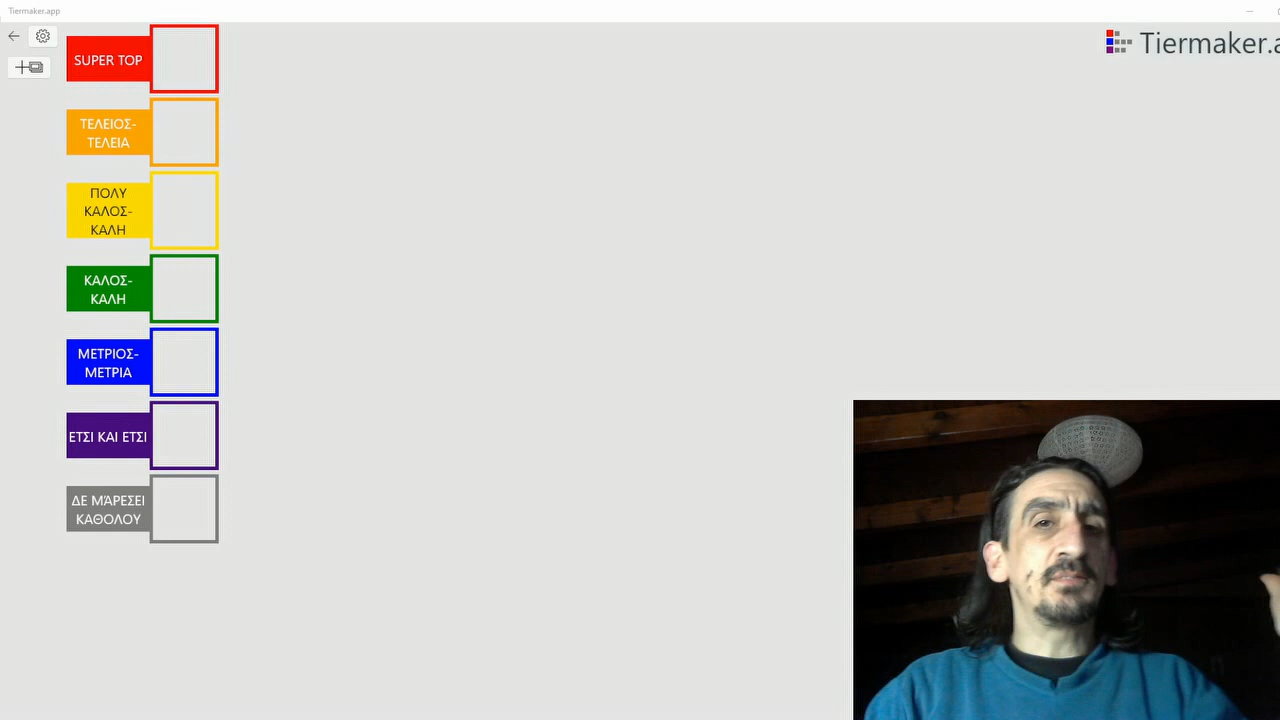 Tiermaker.app
Tiermaker.a
SUPER TOP
ΤΕΛΕΙΟΣ-
ΤΕΛΕΙΑ
ΠΟΛΥ
ΚΑΛΟΣ-
ΚΑΛΗ
ΚΑΛΟΣ-
ΚΑΛΗ
ΜΕΤΡΙΟΣ-
ΜΕΤΡΙΑ
ΕΤΣΙ ΚΑΙ ΕΤΣΙ
ΔΕ Μ'ΑΡΕΣΕΙ
ΚΑΘΟΛΟΥ